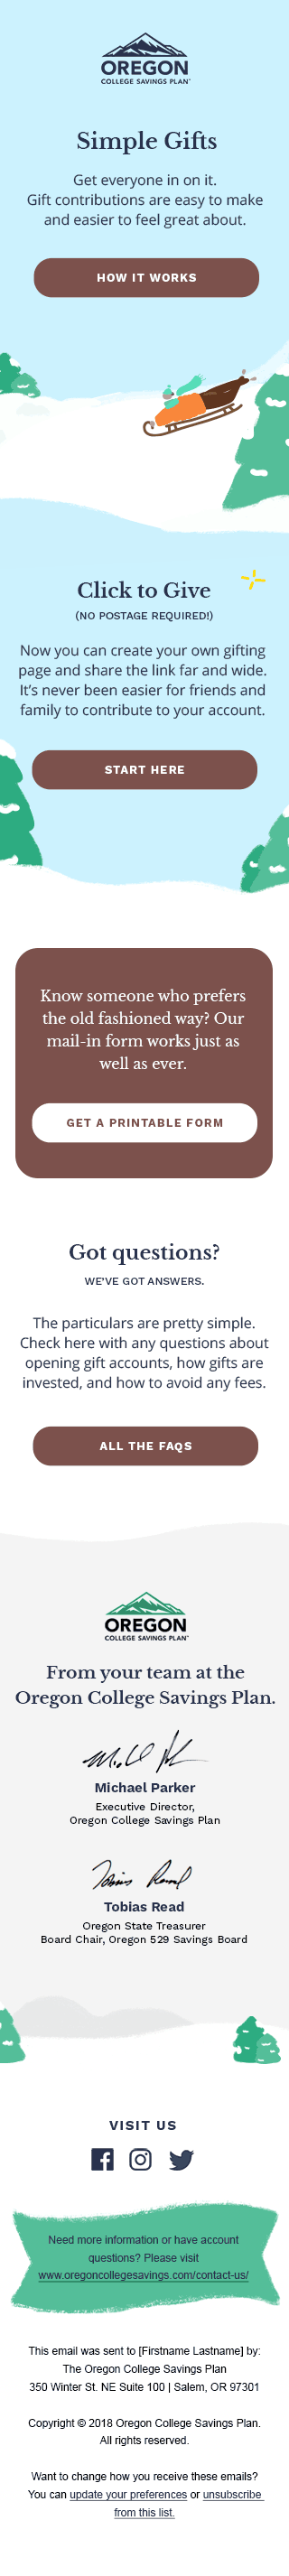 OREGON
COLLEGE SAVINGS PLAN™
Simple Gifts
Get everyone in on it.
Gift contributions are easy to make
and easier to feel great about.
HOW IT WORKS
Click to Give
(NO POSTAGE REQUIRED!)
Now you can create your own gifting
page and share the link far and wide.
It's never been easier for friends and
family to contribute to your account.
START HERE
Know someone who prefers
the old fashioned way? Our
mail-in form works just as
well as ever.
GET A PRINTABLE FORM
Got questions?
WE'VE GOT ANSWERS.
The particulars are pretty simple.
Check here with any questions about
opening gift accounts, how gifts are
invested, and how to avoid any fees.
ALL THE FAQS
OREGON
COLLEGE SAVINGS PLAN™
From your team at the
Oregon College Savings Plan.
Michael Parker
Executive Director,
Oregon College Savings Plan
Tobias Read
Oregon State Treasurer
Board Chair, Oregon 529 Savings Board
VISIT US
Need more information or have account
questions? Please visit
www.oregoncollegesavings.com/contact-us/
This email was sent to [Firstname Lastname] by:
The Oregon College Savings Plan
350 Winter St. NE Suite 100 | Salem, OR 97301
Copyright © 2018 Oregon College Savings Plan.
All rights reserved.
Want to change how you receive these emails?
You can update your preferences or unsubscribe
from this list.